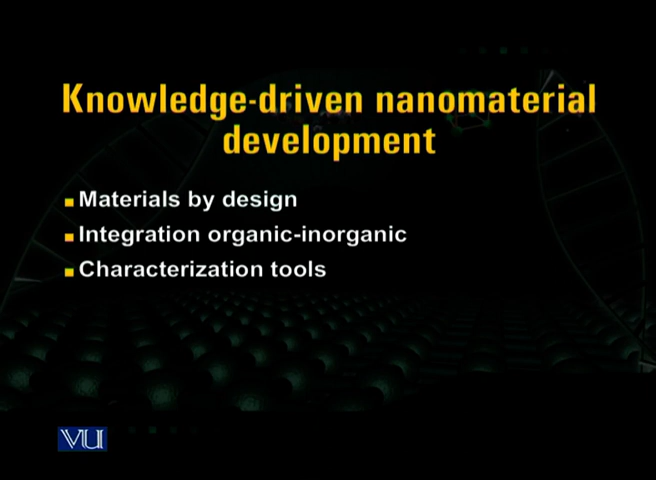 Knowledge-driven nanomaterial
development
Materials by design
Integration organic-inorganic
Characterization tools
VU